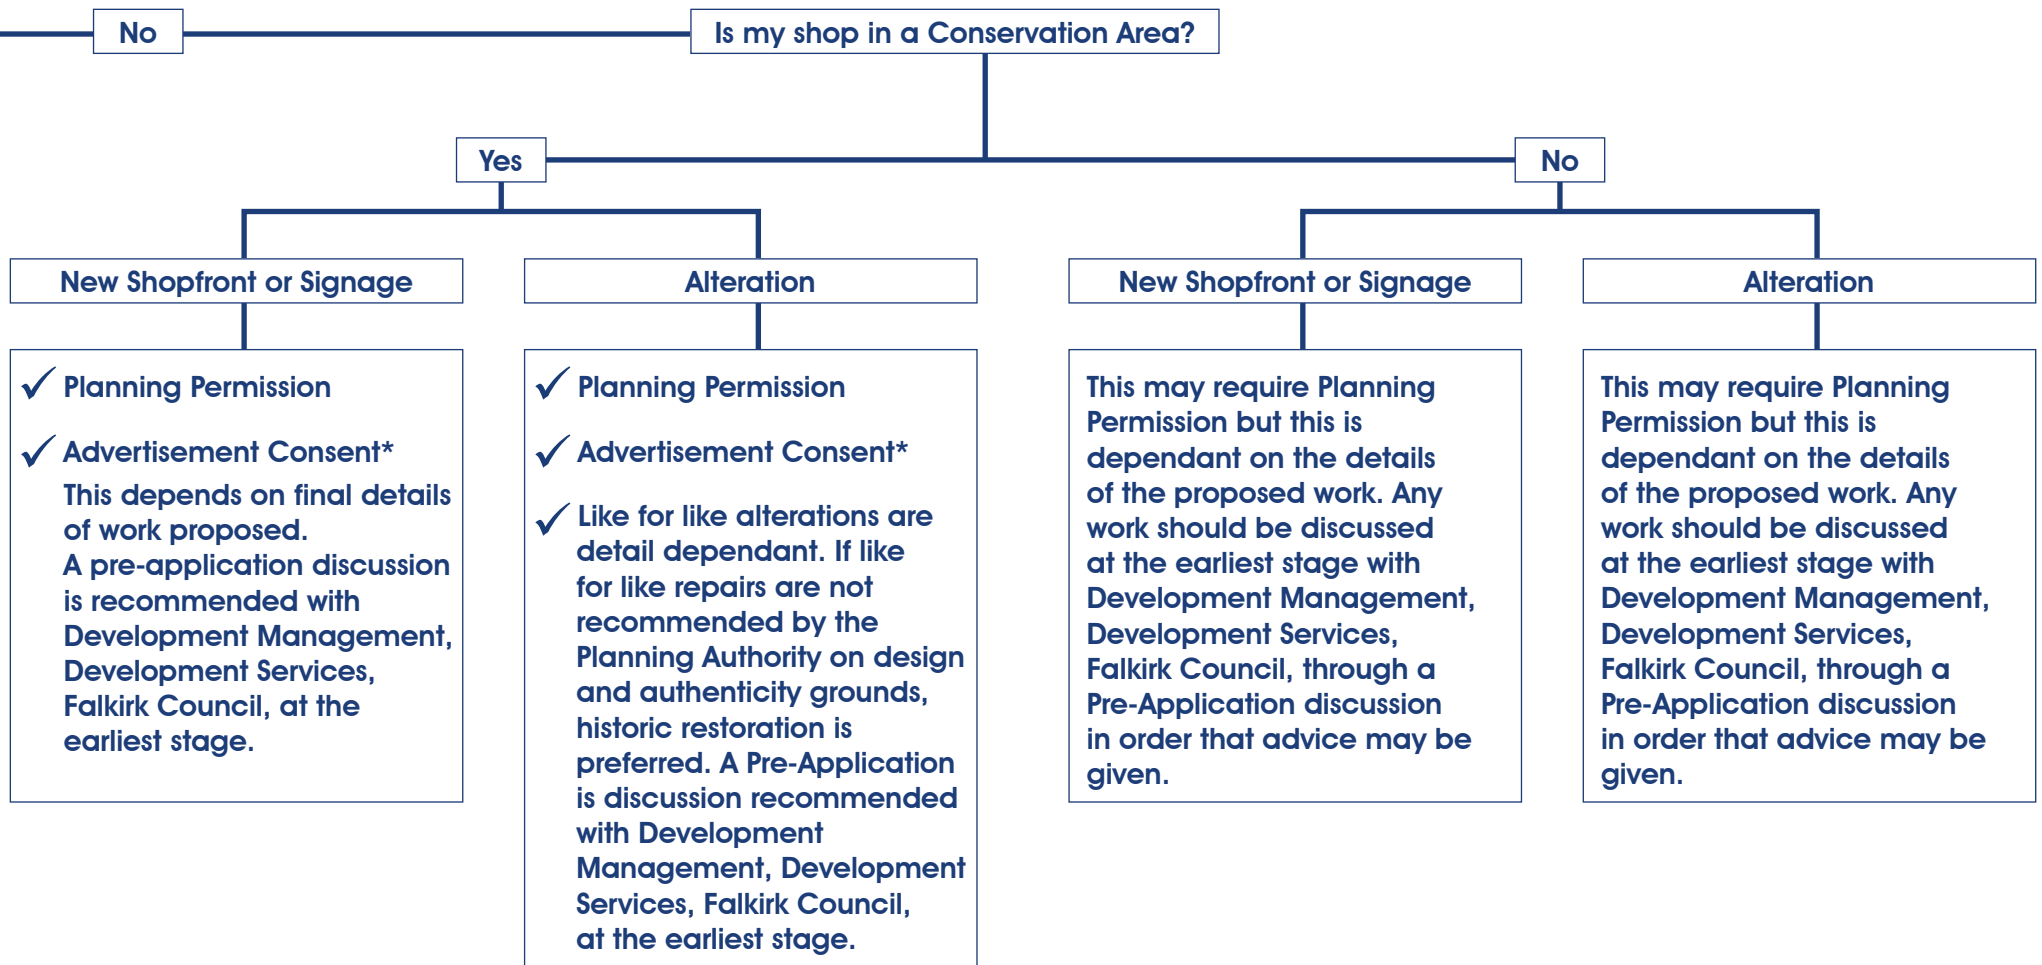 No
Is my shop in a Conservation Area?
Yes
No
New Shopfront or Signage
Alteration
New Shopfront or Signage
Alteration
✓ Planning Permission
✓ Advertisement Consent*
This depends on final details
of work proposed.
A pre-application discussion
is recommended with
Development Management,
Development Services,
Falkirk Council, at the
earliest stage.
✓ Planning Permission
✓ Advertisement Consent*
✓ Like for like alterations are
detail dependant. If like
for like repairs are not
recommended by the
Planning Authority on design
and authenticity grounds,
historic restoration is
preferred. A Pre-Application
is discussion recommended
with Development
Management, Development
Services, Falkirk Council,
at the earliest stage.
This may require Planning
Permission but this is
dependant on the details
of the proposed work. Any
work should be discussed
at the earliest stage with
Development Management,
Development Services,
Falkirk Council, through a
Pre-Application discussion
in order that advice may be
given.
This may require Planning
Permission but this is
dependant on the details
of the proposed work. Any
work should be discussed
at the earliest stage with
Development Management,
Development Services,
Falkirk Council, through a
Pre-Application discussion
in order that advice may be
given.